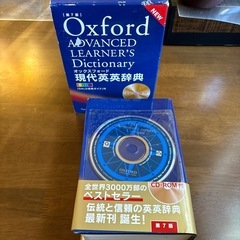 [第7版]
Oxford
ADVANCED
LEARNER'S
Dictionary
オックスフォード
現代英英辞典
NEW
OXFORD
CD-ROM付
全世界3000万部の
ベストセラー
伝統と信頼の英英辞典
最新刊 誕生!
第7版